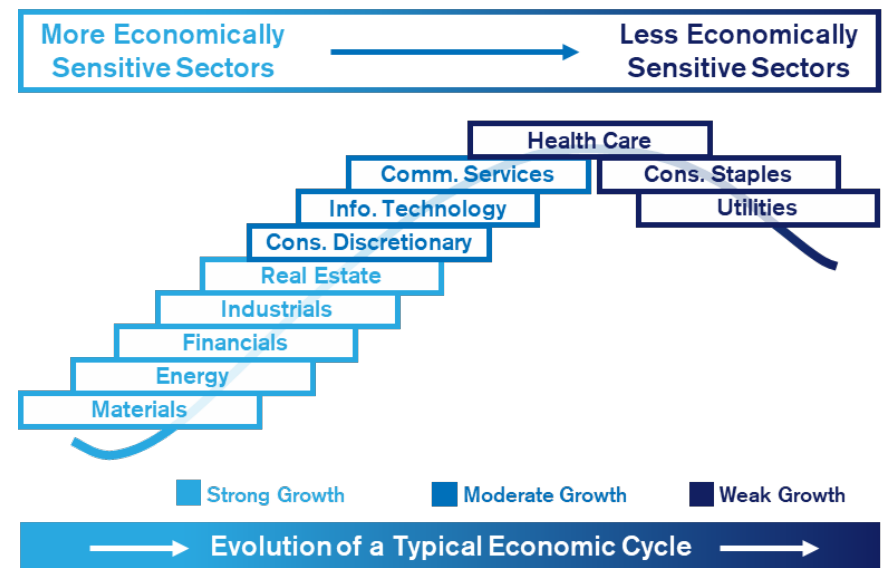 More Economically
Sensitive Sectors
Less Economically
Sensitive Sectors
Health Care
Comm. Services
Cons. Staples
Info. Technology
Utilities
Cons. Discretionary
Real Estate
Industrials
Financials
Energy
Materials
Strong Growth
Moderate Growth
Weak Growth
Evolution of a Typical Economic Cycle